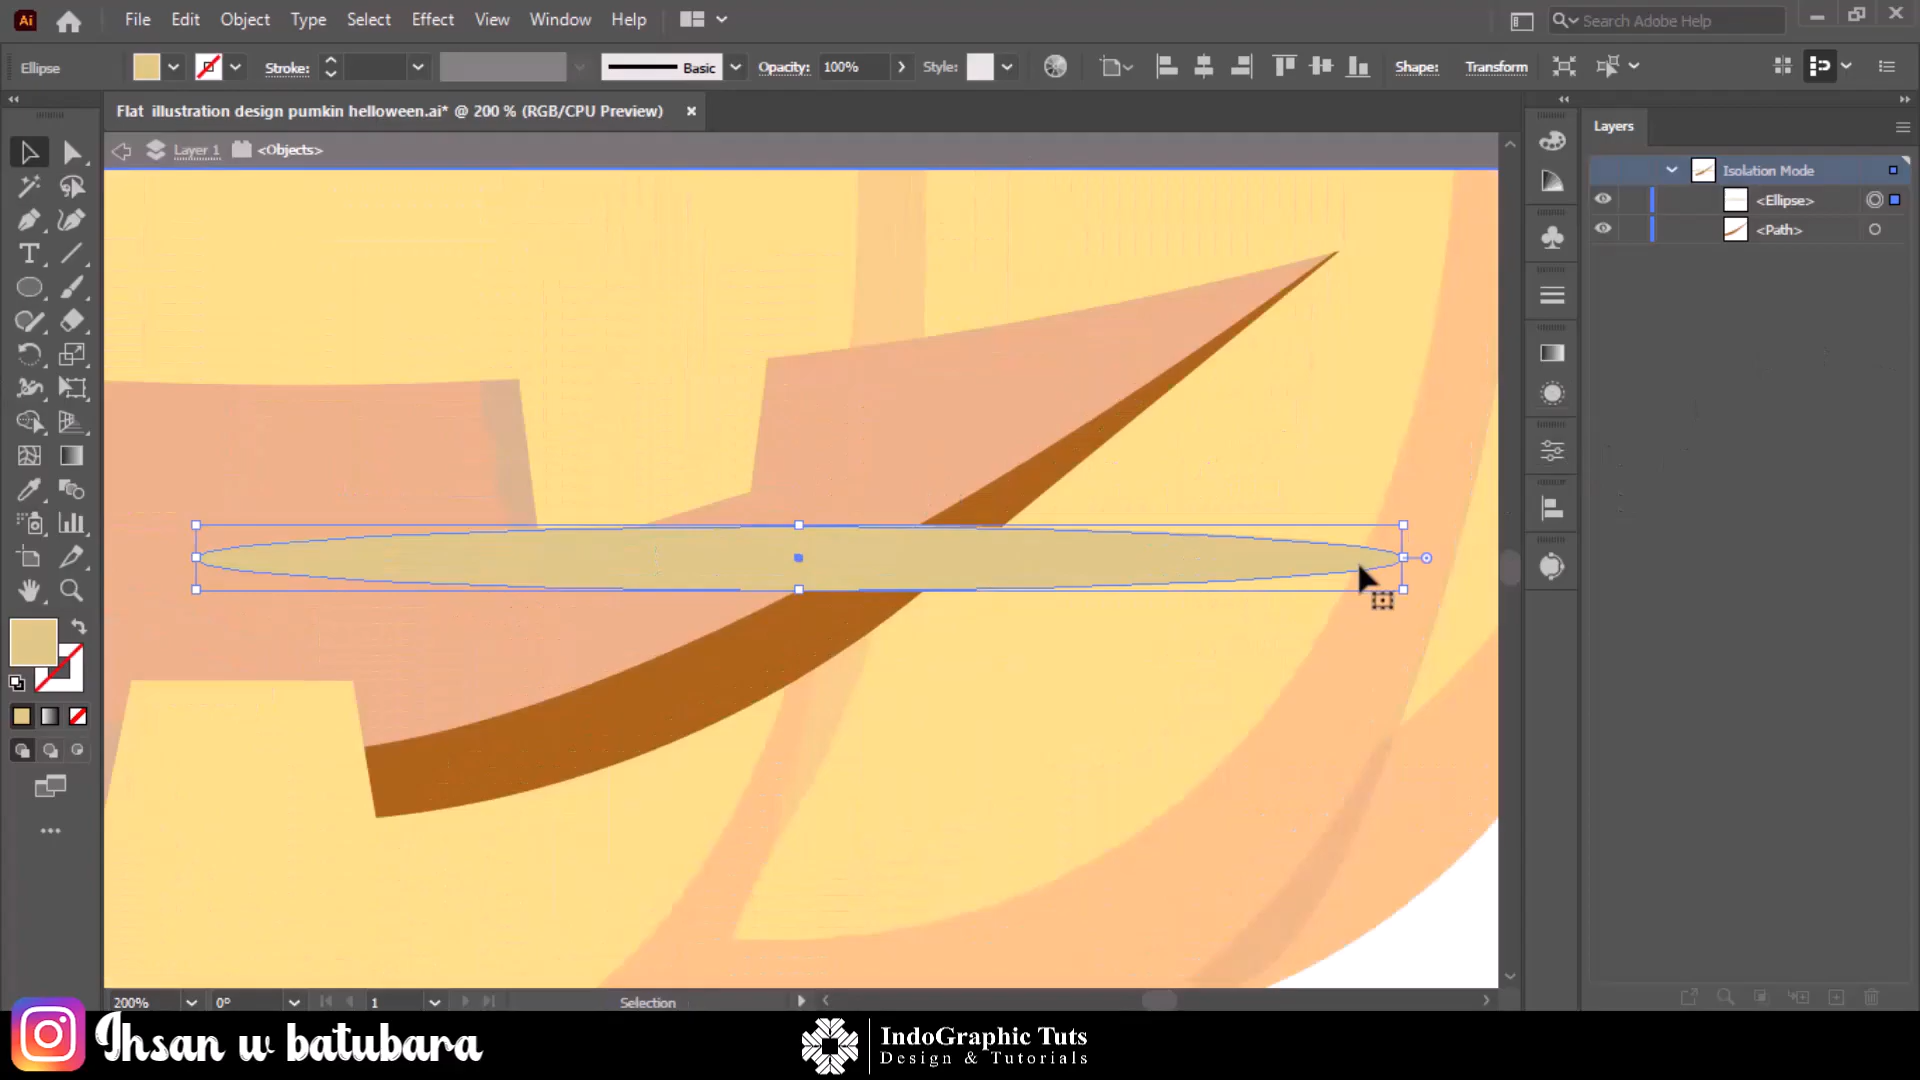 Ai File Edit Object Type Select Effect View Window Help Search Adobe Help
Ellipse Stroke: Basic Opacity: 100% Style: Shape: Transform
Flat illustration design pumkin helloween.ai* @ 200 % (RGB/CPU Preview) ×
Layer 1 <Objects>
Layers
Isolation Mode
<Ellipse>
<Path>
200% 0° 1 Selection
Ihsan w batubara
IndoGraphic Tuts
Design & Tutorials